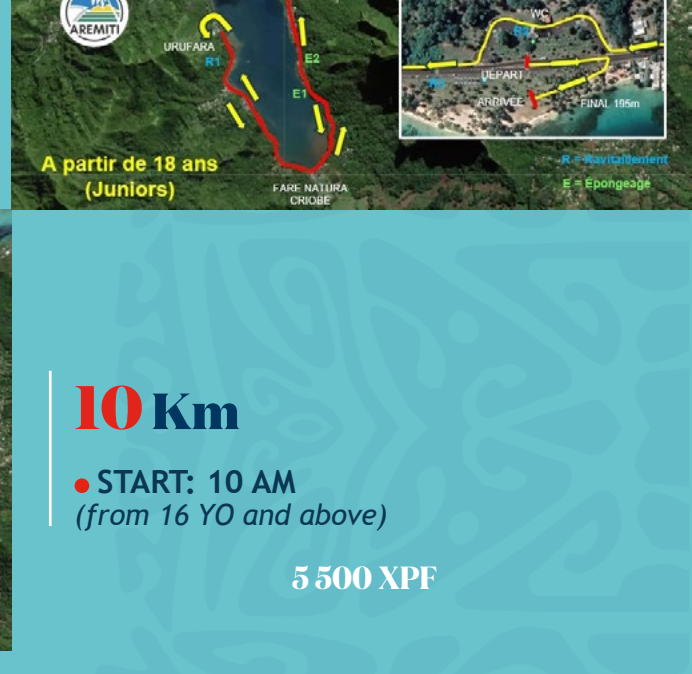 AREMITI
URUFARA
R1
E2
E1
A partir de 18 ans
(Juniors)
FARE NATURA
CRIOBE
WC
DEPART
ARRIVEE
FINAL 195m
R = Ravitaillement
E = Épongeage
10 Km
START: 10 AM
(from 16 YO and above)
5 500 XPF